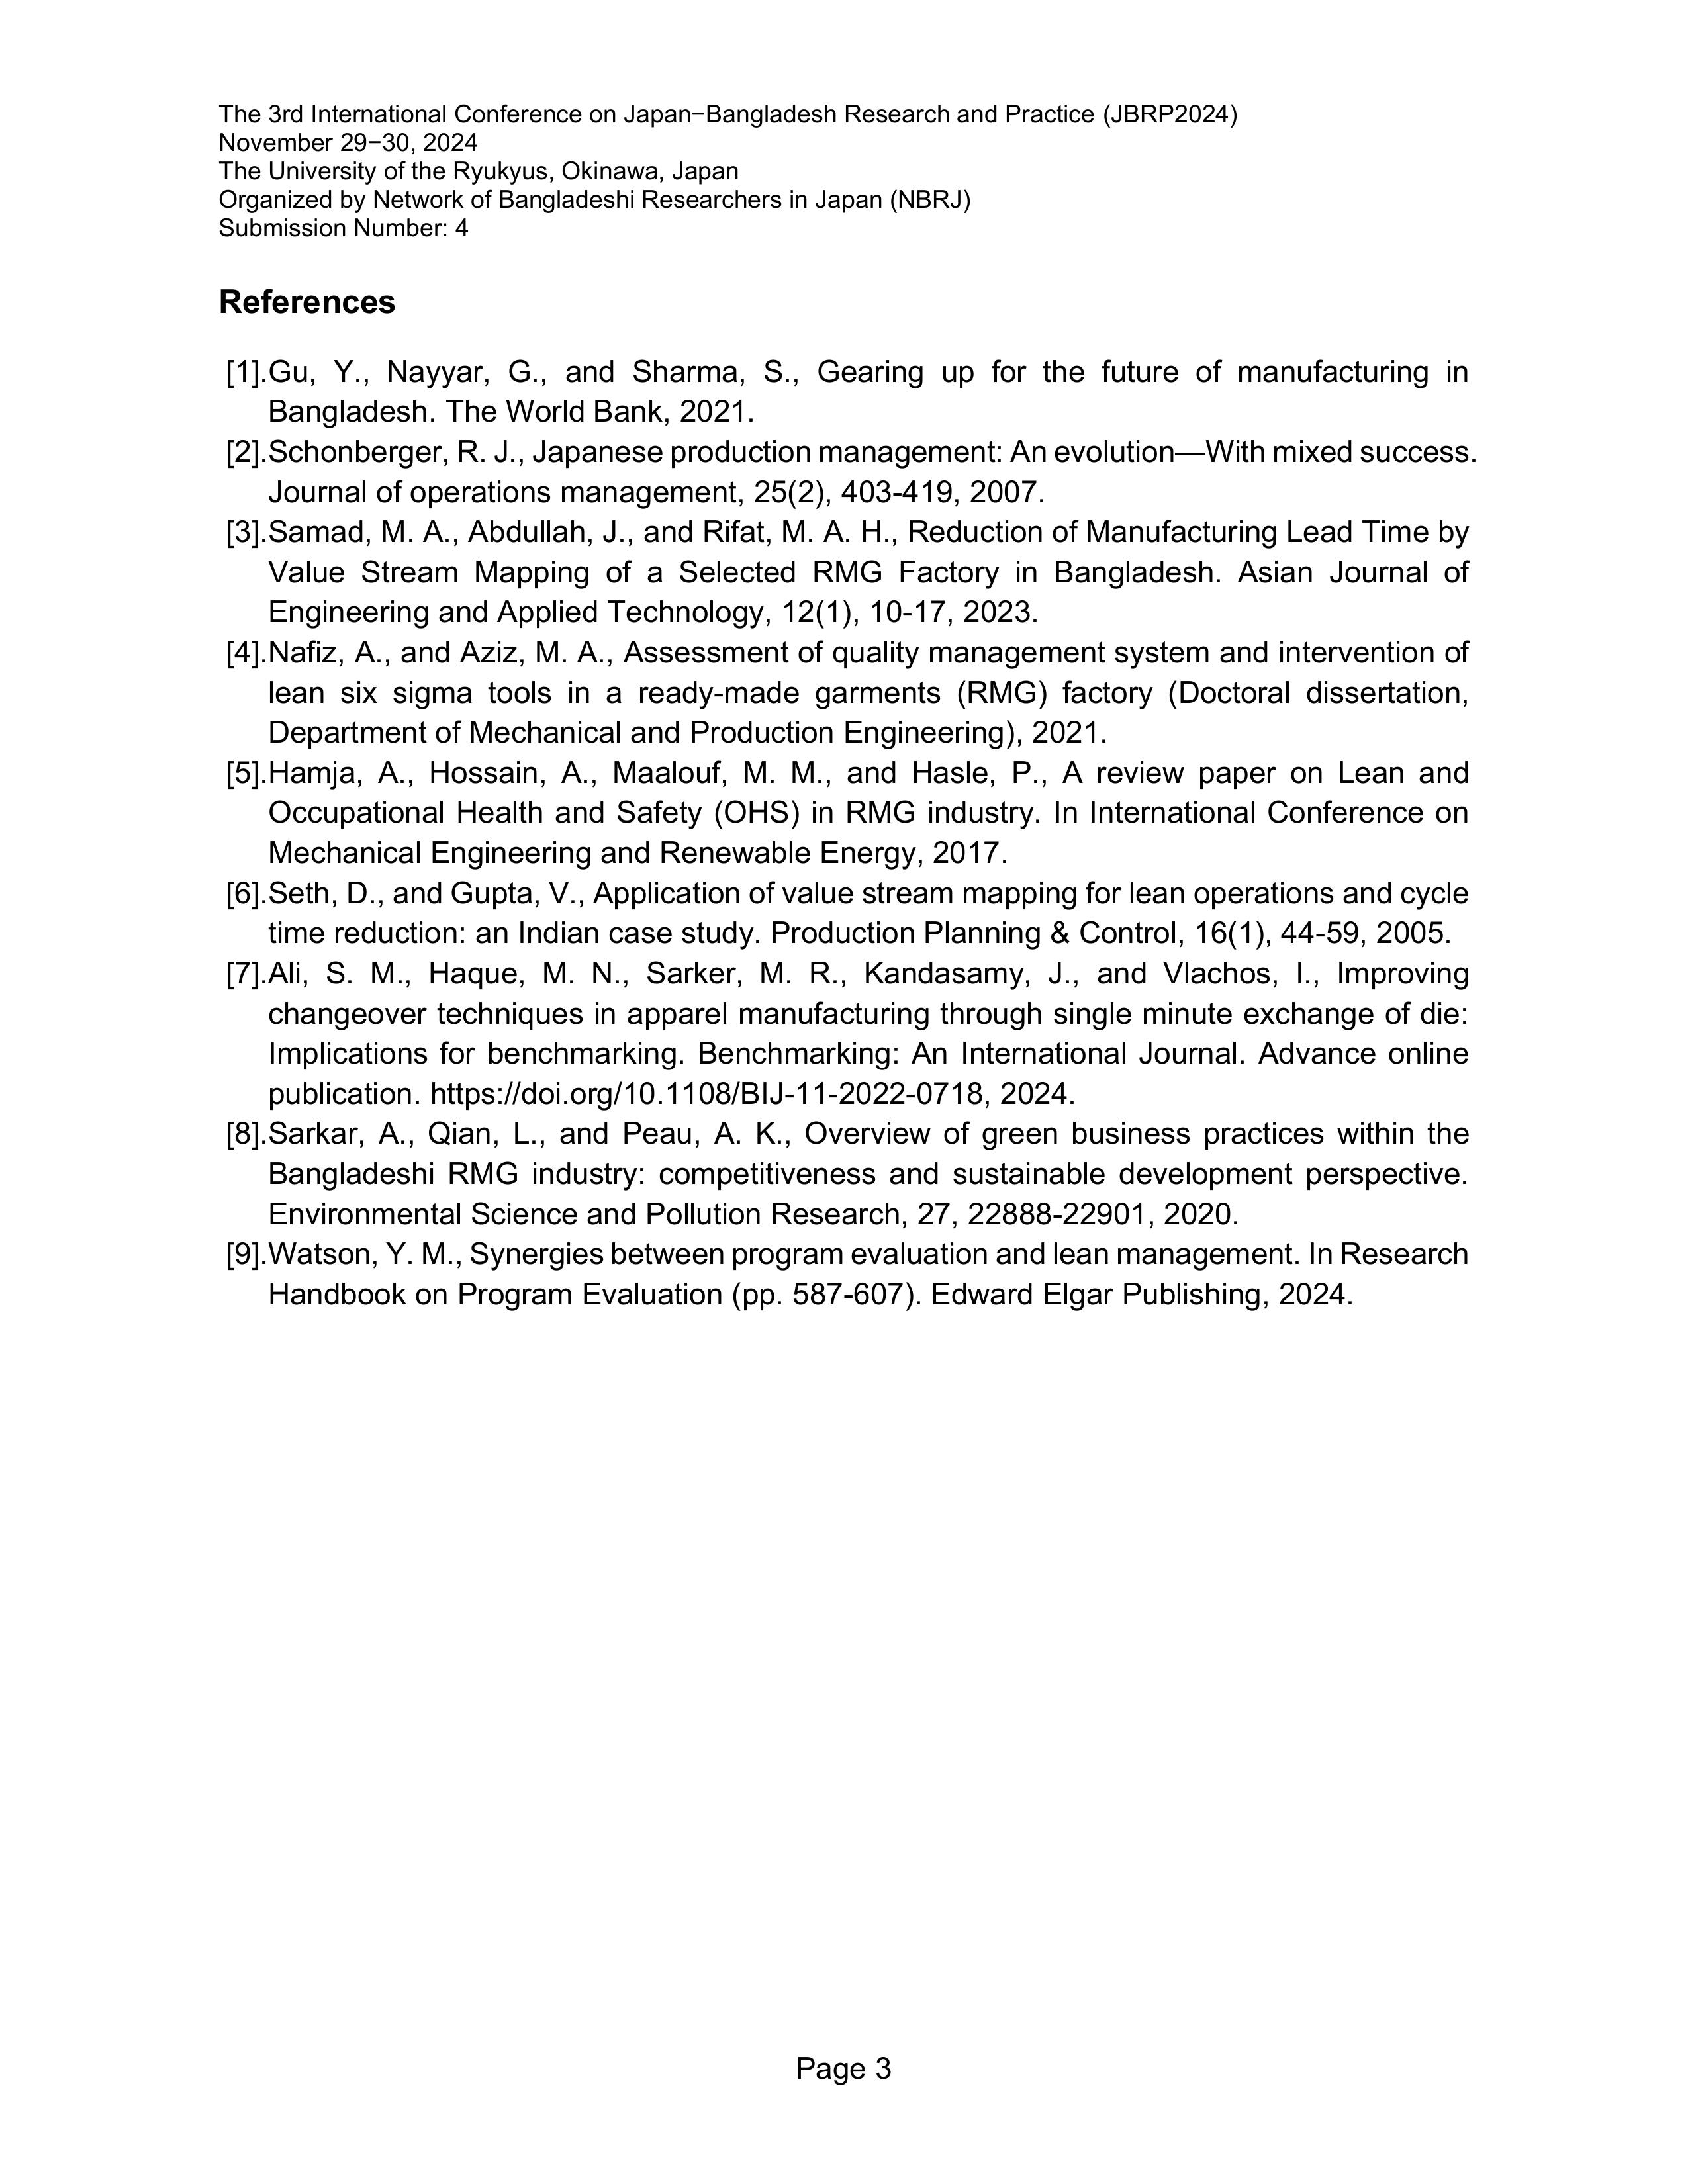 The 3rd International Conference on Japan−Bangladesh Research and Practice (JBRP2024)
November 29−30, 2024
The University of the Ryukyus, Okinawa, Japan
Organized by Network of Bangladeshi Researchers in Japan (NBRJ)
Submission Number: 4
References
[1].Gu, Y., Nayyar, G., and Sharma, S., Gearing up for the future of manufacturing in
Bangladesh. The World Bank, 2021.
[2].Schonberger, R. J., Japanese production management: An evolution—With mixed success.
Journal of operations management, 25(2), 403-419, 2007.
[3].Samad, M. A., Abdullah, J., and Rifat, M. A. H., Reduction of Manufacturing Lead Time by
Value Stream Mapping of a Selected RMG Factory in Bangladesh. Asian Journal of
Engineering and Applied Technology, 12(1), 10-17, 2023.
[4].Nafiz, A., and Aziz, M. A., Assessment of quality management system and intervention of
lean six sigma tools in a ready-made garments (RMG) factory (Doctoral dissertation,
Department of Mechanical and Production Engineering), 2021.
[5].Hamja, A., Hossain, A., Maalouf, M. M., and Hasle, P., A review paper on Lean and
Occupational Health and Safety (OHS) in RMG industry. In International Conference on
Mechanical Engineering and Renewable Energy, 2017.
[6].Seth, D., and Gupta, V., Application of value stream mapping for lean operations and cycle
time reduction: an Indian case study. Production Planning & Control, 16(1), 44-59, 2005.
[7].Ali, S. M., Haque, M. N., Sarker, M. R., Kandasamy, J., and Vlachos, I., Improving
changeover techniques in apparel manufacturing through single minute exchange of die:
Implications for benchmarking. Benchmarking: An International Journal. Advance online
publication. https://doi.org/10.1108/BIJ-11-2022-0718, 2024.
[8].Sarkar, A., Qian, L., and Peau, A. K., Overview of green business practices within the
Bangladeshi RMG industry: competitiveness and sustainable development perspective.
Environmental Science and Pollution Research, 27, 22888-22901, 2020.
[9].Watson, Y. M., Synergies between program evaluation and lean management. In Research
Handbook on Program Evaluation (pp. 587-607). Edward Elgar Publishing, 2024.
Page 3